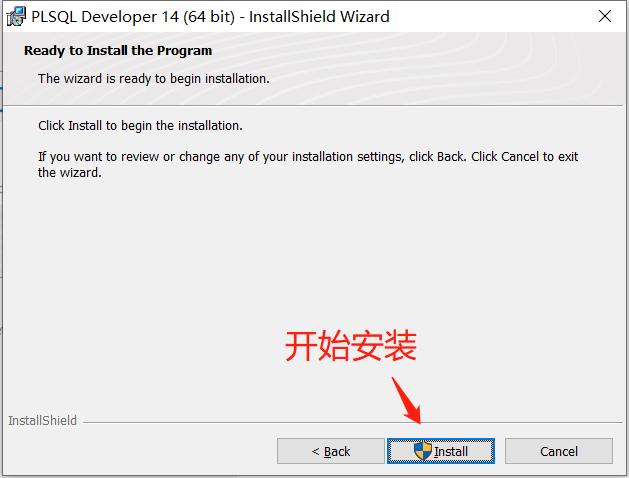 PLSQL Developer 14 (64 bit) - InstallShield Wizard
Ready to Install the Program
The wizard is ready to begin installation.
Click Install to begin the installation.
If you want to review or change any of your installation settings, click Back. Click Cancel to exit
the wizard.
开始安装
InstallShield
< Back
Install
Cancel